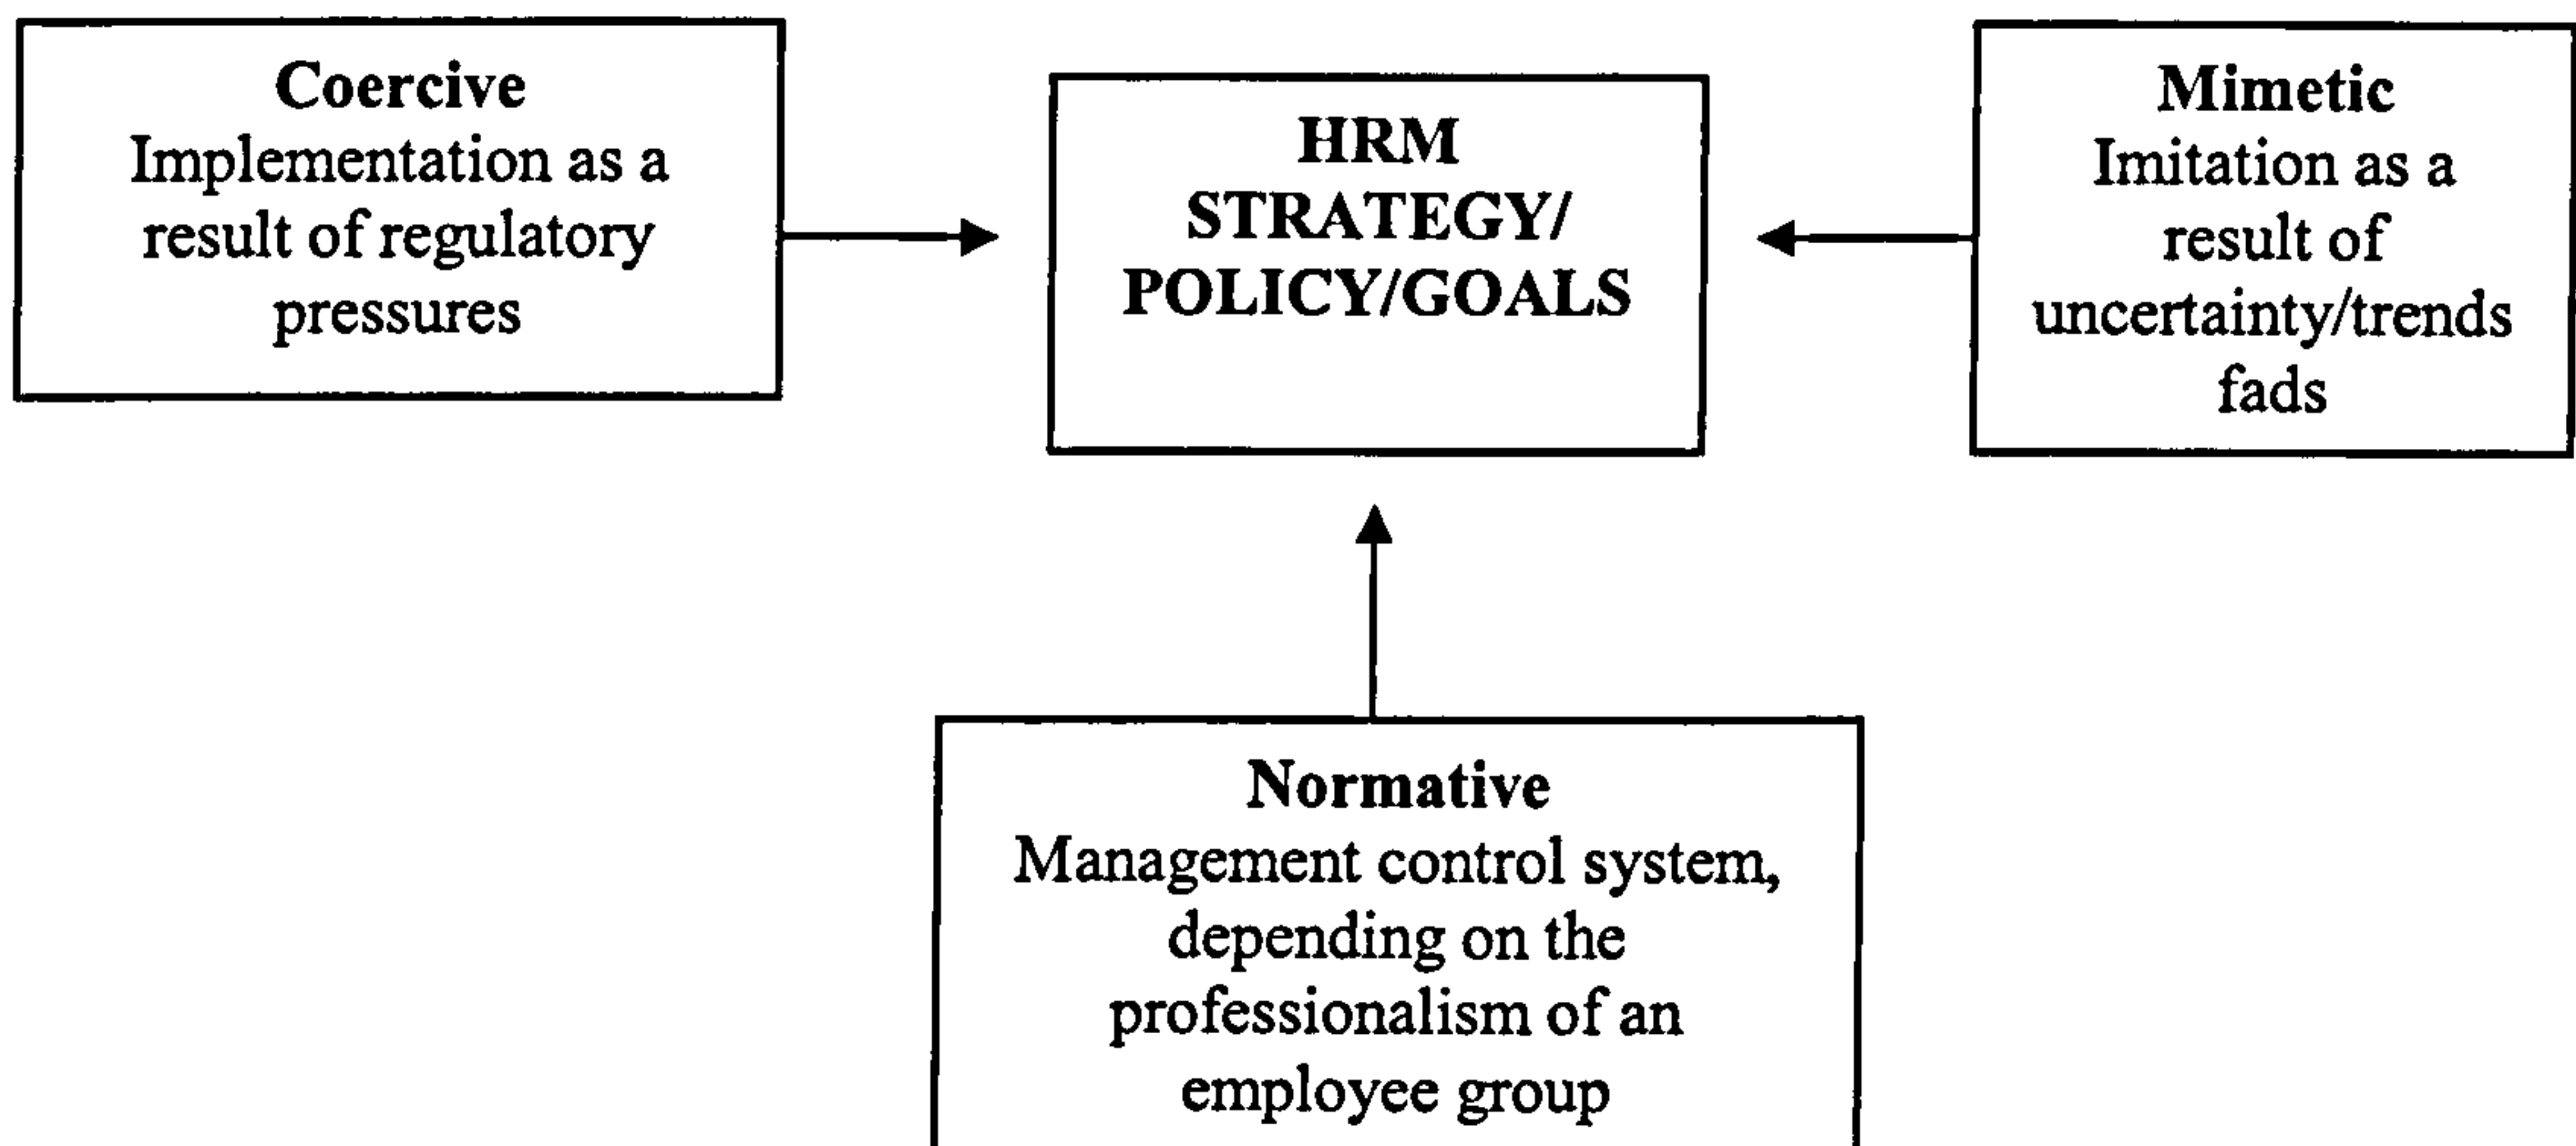 Coercive
Implementation as a
result of regulatory
pressures
HRM
STRATEGY/
POLICY/GOALS
Mimetic
Imitation as a
result of
uncertainty/trends
fads
Normative
Management control system,
depending on the
professionalism of an
employee group